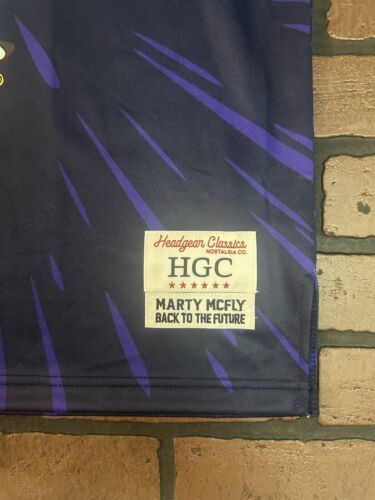 Headgear Classics
NOSTALGIA CO.
HGC
MARTY MCFLY
BACK TO THE FUTURE